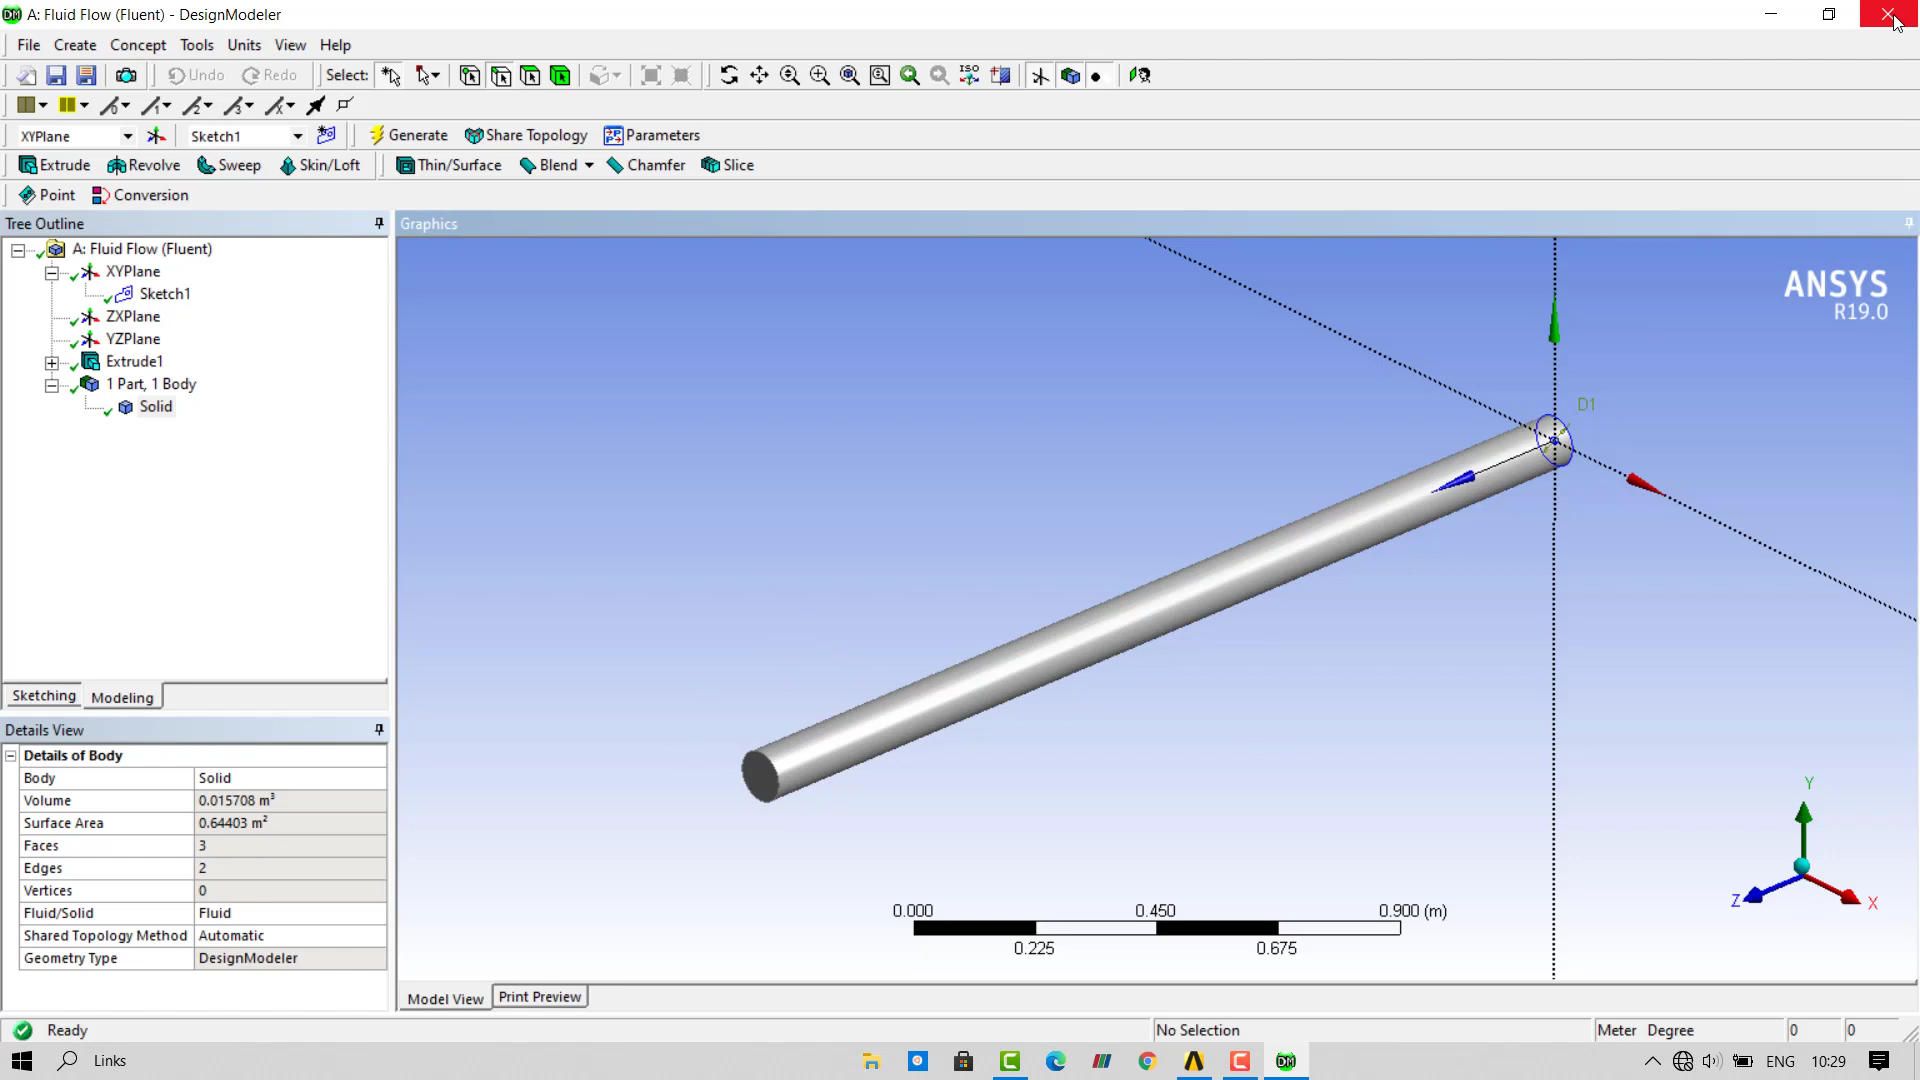 A: Fluid Flow (Fluent) - DesignModeler
File Create Concept Tools Units View Help
Undo Redo Select: ISO
XYPlane Sketch1 Generate Share Topology Parameters
Extrude Revolve Sweep Skin/Loft Thin/Surface Blend Chamfer Slice
Point Conversion
Tree Outline
Graphics
A: Fluid Flow (Fluent)
XYPlane
Sketch1
ZXPlane
YZPlane
Extrude1
1 Part, 1 Body
Solid
Sketching Modeling
Details View
Details of Body
Body Solid
Volume 0.015708 m³
Surface Area 0.64403 m²
Faces 3
Edges 2
Vertices 0
Fluid/Solid Fluid
Shared Topology Method Automatic
Geometry Type DesignModeler
ANSYS
R19.0
D1
Y
Z
X
0.000 0.450 0.900 (m)
0.225 0.675
Model View Print Preview
Ready No Selection Meter Degree 0 0
Links DM ENG 10:29